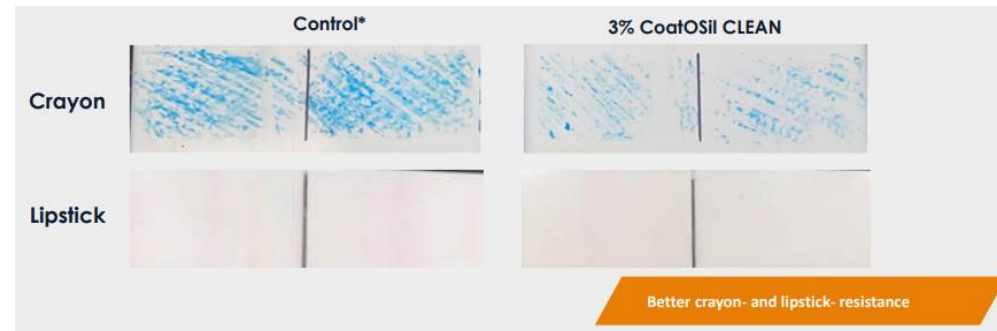 Control*
3% CoatOSil CLEAN
Crayon
Lipstick
Better crayon- and lipstick- resistance